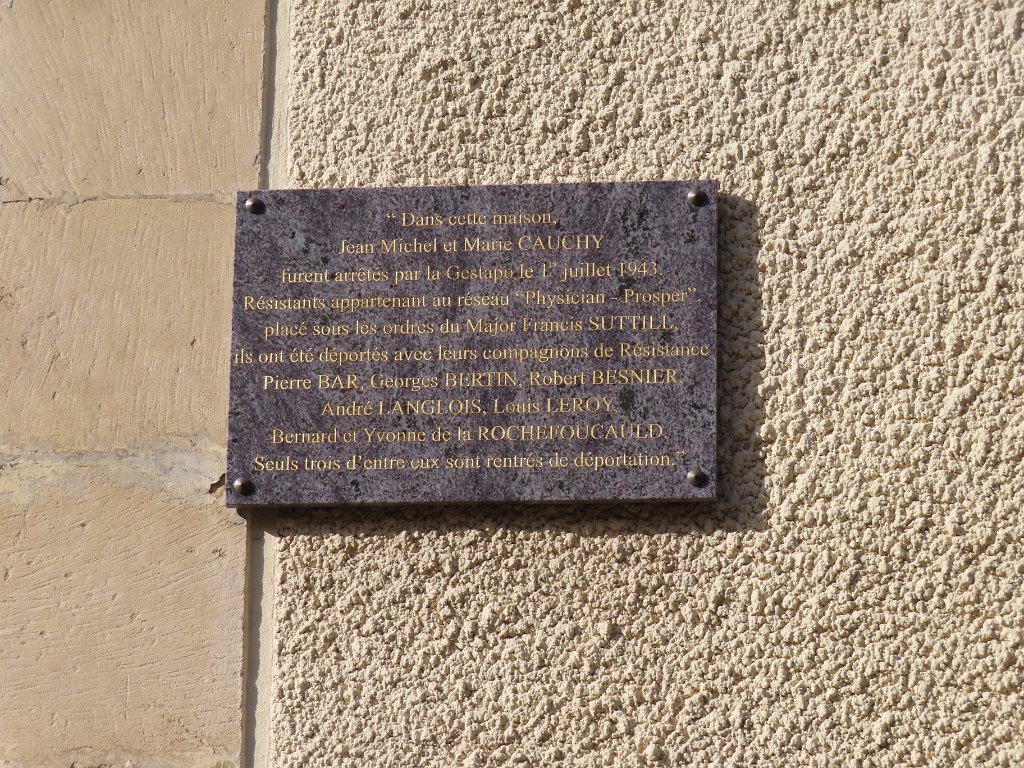 “ Dans cette maison,
Jean Michel et Marie CAUCHY
furent arrêtés par la Gestapo le 1er juillet 1943.
Résistants appartenant au réseau “Physician - Prosper”,
placé sous les ordres du Major Francis SUTTILL,
ils ont été déportés avec leurs compagnons de Résistance
Pierre BAR, Georges BERTIN, Robert BESNIER,
André LANGLOIS, Louis LEROY,
Bernard et Yvonne de la ROCHEFOUCAULD.
Seuls trois d’entre eux sont rentrés de déportation.”